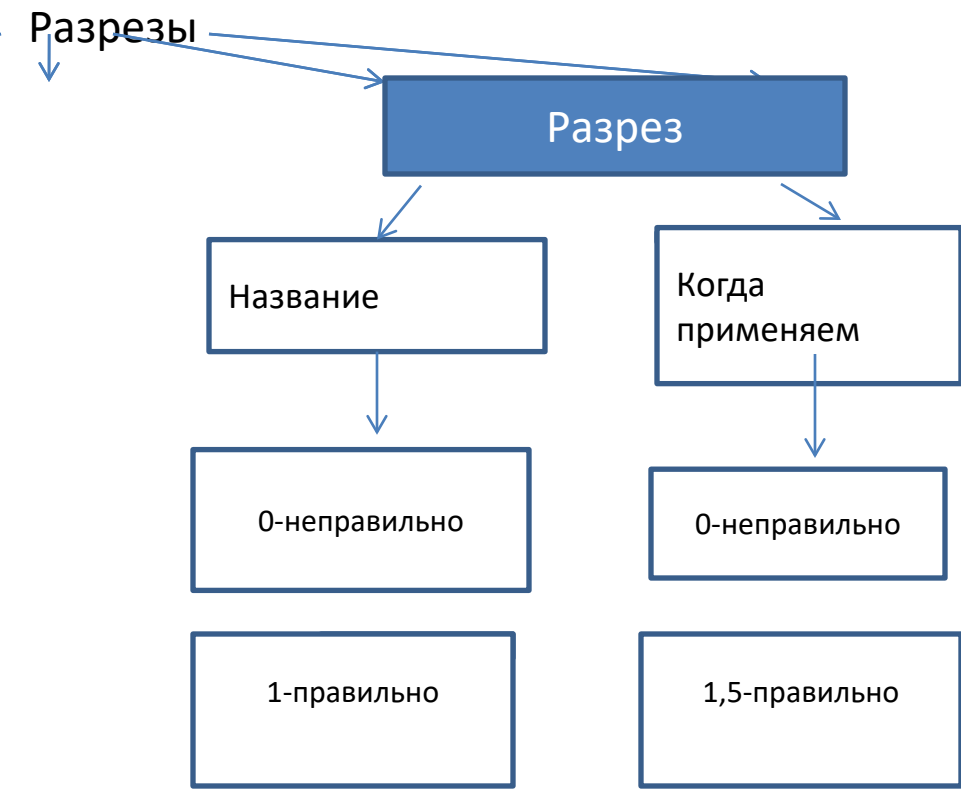 Разрезы
Разрез
Название
Когда
применяем
0-неправильно
0-неправильно
1-правильно
1,5-правильно